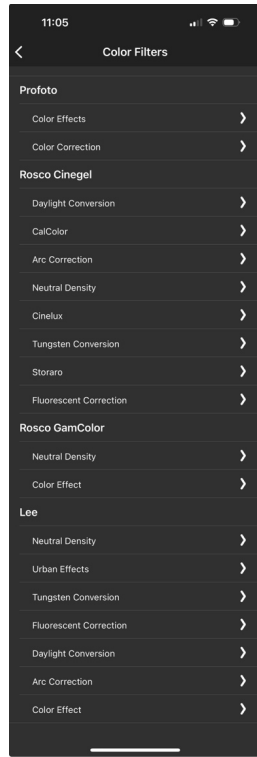 11:05
Color Filters
Profoto
Color Effects
Color Correction
Rosco Cinegel
Daylight Conversion
CalColor
Arc Correction
Neutral Density
Cinelux
Tungsten Conversion
Storaro
Fluorescent Correction
Rosco GamColor
Neutral Density
Color Effect
Lee
Neutral Density
Urban Effects
Tungsten Conversion
Fluorescent Correction
Daylight Conversion
Arc Correction
Color Effect